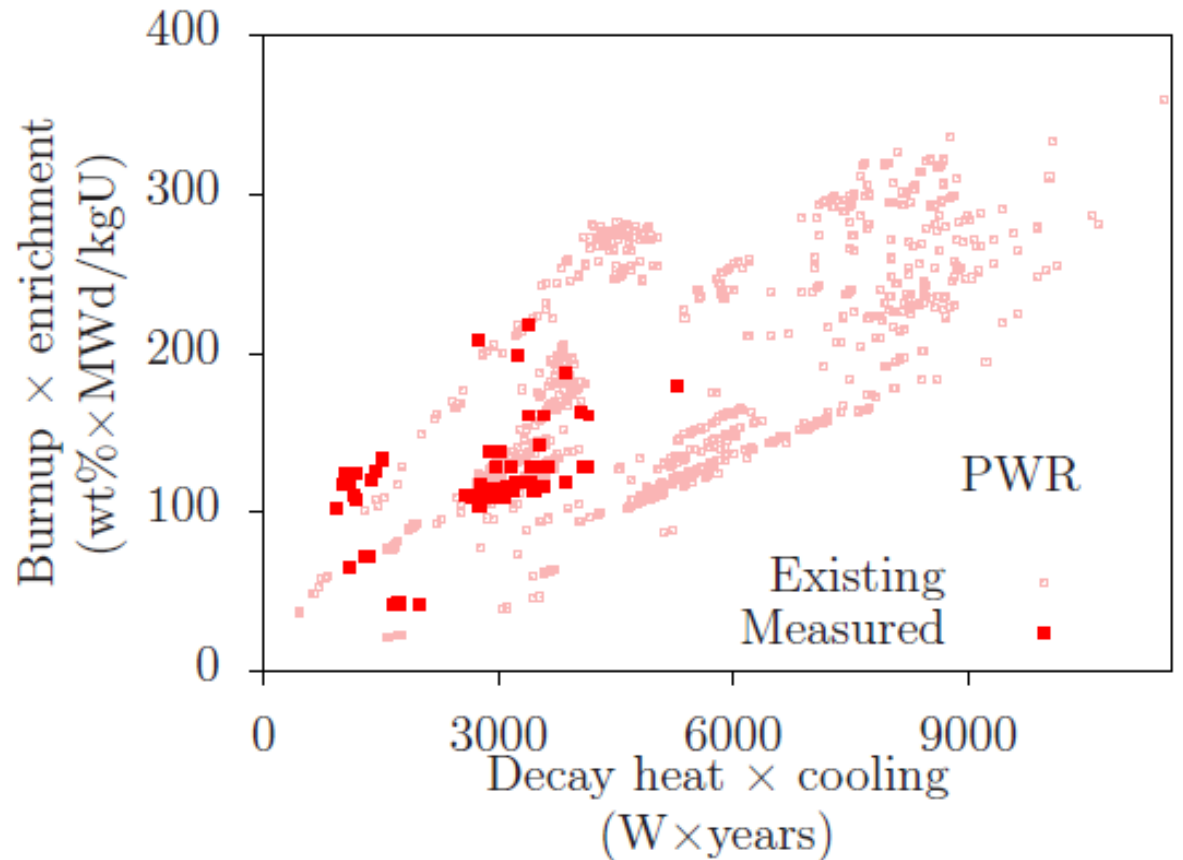 Burnup × enrichment
(wt%×MWd/kgU)
400
300
200
100
0
PWR
Existing
Measured
0 3000 6000 9000
Decay heat × cooling
(W×years)